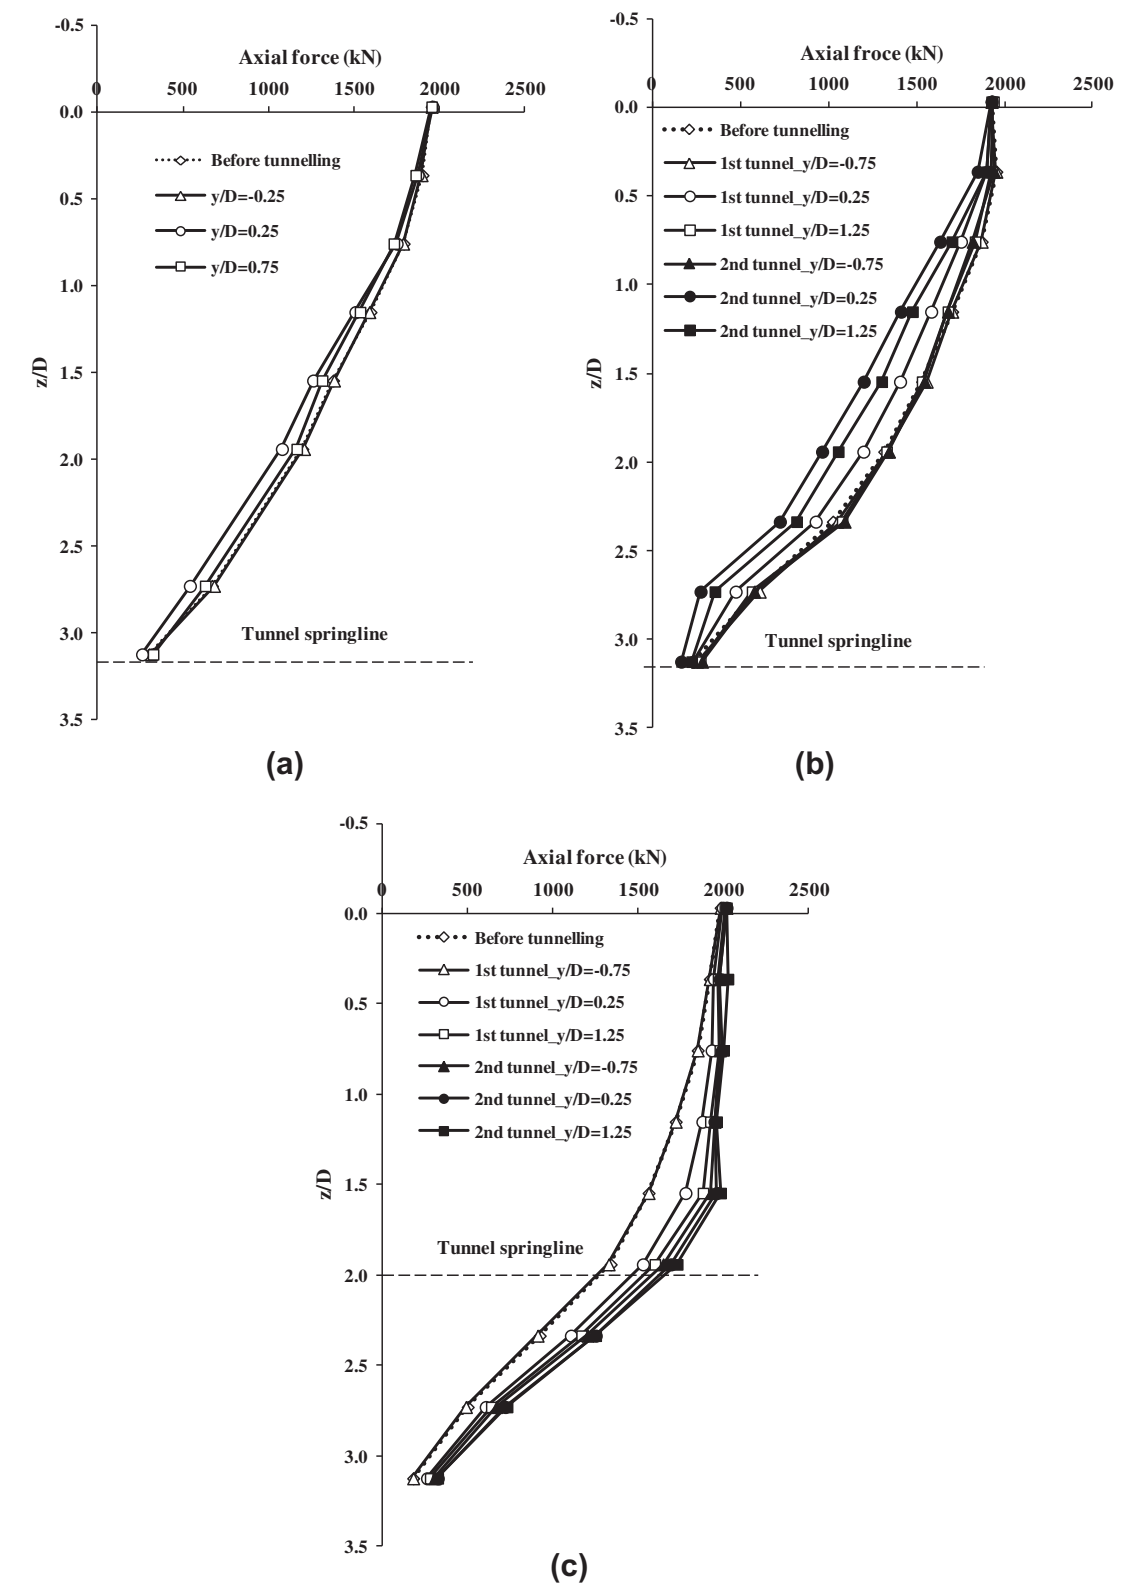 -0.5
Axial force (kN)
0 500 1000 1500 2000 2500
0.0
Before tunnelling
y/D=-0.25
y/D=0.25
y/D=0.75
0.5
1.0
1.5
z/D
2.0
2.5
3.0
Tunnel springline
3.5
(a)
-0.5
Axial froce (kN)
0 500 1000 1500 2000 2500
0.0
Before tunnelling
1st tunnel_y/D=-0.75
1st tunnel_y/D=0.25
1st tunnel_y/D=1.25
2nd tunnel_y/D=-0.75
2nd tunnel_y/D=0.25
2nd tunnel_y/D=1.25
0.5
1.0
1.5
z/D
2.0
2.5
3.0
Tunnel springline
3.5
(b)
-0.5
Axial force (kN)
0 500 1000 1500 2000 2500
0.0
Before tunnelling
1st tunnel_y/D=-0.75
1st tunnel_y/D=0.25
1st tunnel_y/D=1.25
2nd tunnel_y/D=-0.75
2nd tunnel_y/D=0.25
2nd tunnel_y/D=1.25
0.5
1.0
1.5
z/D
Tunnel springline
2.0
2.5
3.0
3.5
(c)